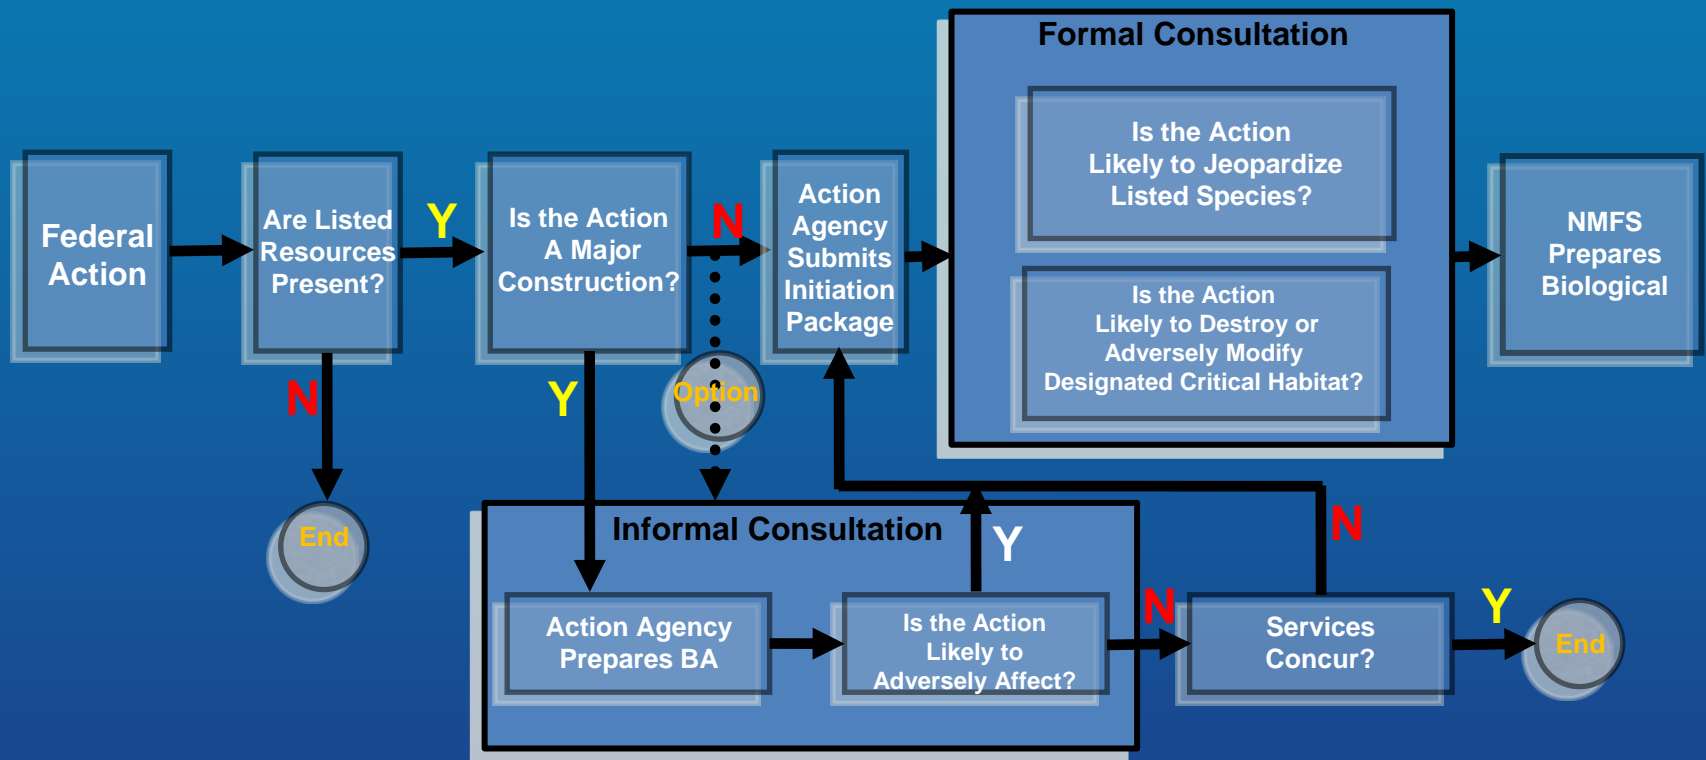 Federal
Action
Are Listed
Resources
Present?
Y
N
End
Is the Action
A Major
Construction?
N
Y
Option
Action
Agency
Submits
Initiation
Package
Formal Consultation
Is the Action
Likely to Jeopardize
Listed Species?
Is the Action
Likely to Destroy or
Adversely Modify
Designated Critical Habitat?
NMFS
Prepares
Biological
Informal Consultation
Action Agency
Prepares BA
Is the Action
Likely to
Adversely Affect?
Y
N
Services
Concur?
N
Y
End